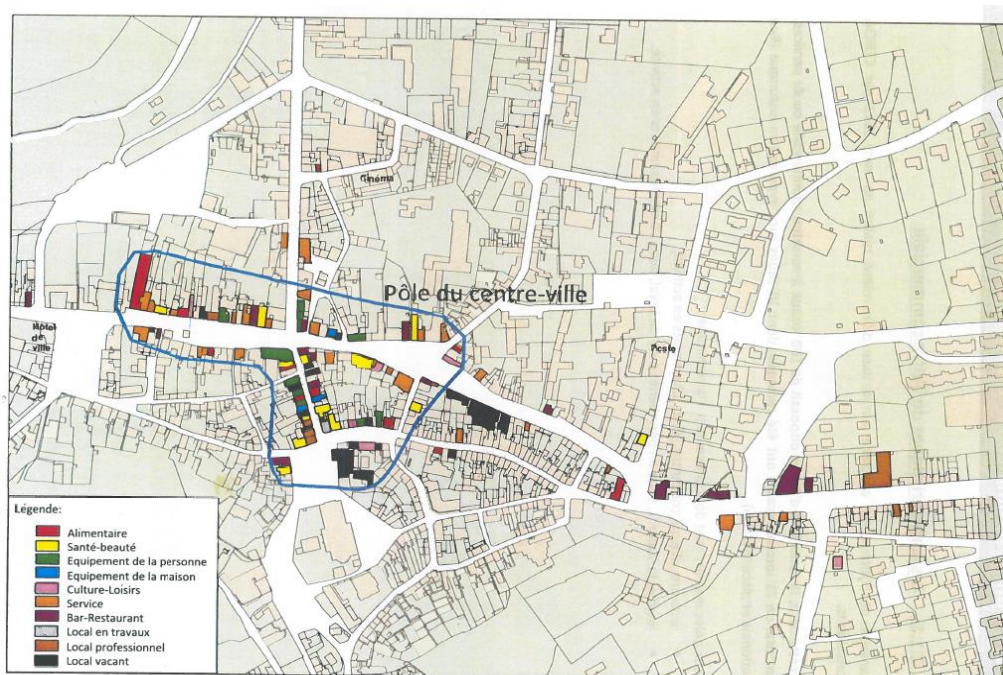 Cinéma
Pôle du centre-ville
Hôtel
de
ville
Poste
Légende:
Alimentaire
Santé-beauté
Equipement de la personne
Equipement de la maison
Culture-Loisirs
Service
Bar-Restaurant
Local en travaux
Local professionnel
Local vacant